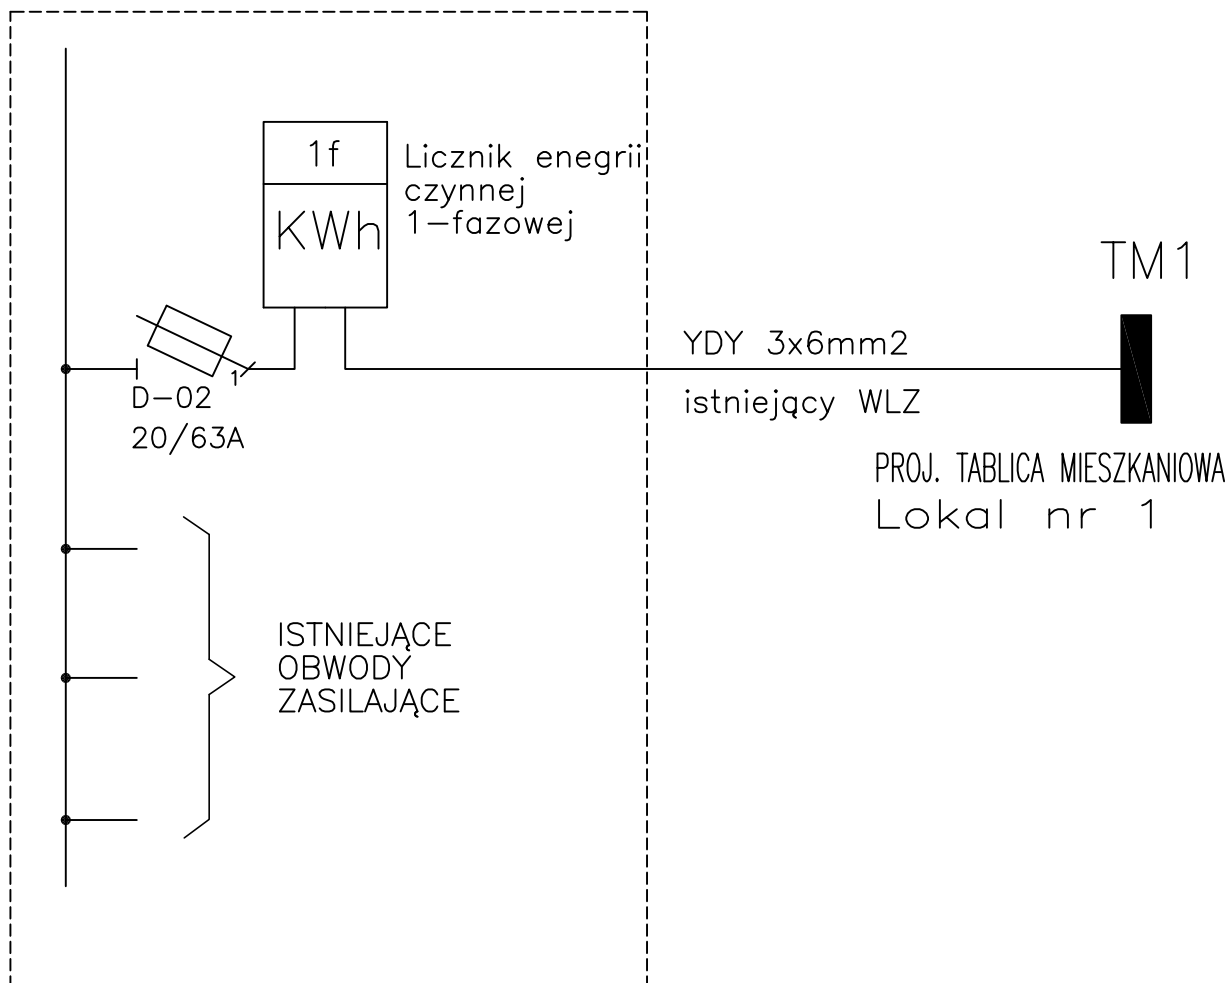 1f
KWh
Licznik enegrii
czynnej
1-fazowej
TM1
YDY 3x6mm2
istniejący WLZ
1
D-02
20/63A
PROJ. TABLICA MIESZKANIOWA
Lokal nr 1
ISTNIEJĄCE
OBWODY
ZASILAJĄCE